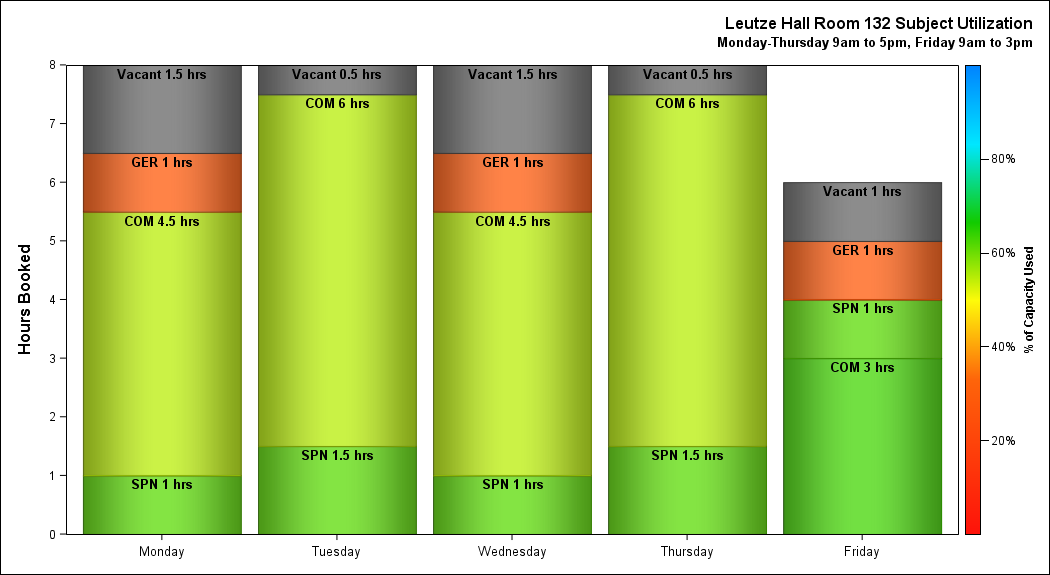 Leutze Hall Room 132 Subject Utilization
Monday-Thursday 9am to 5pm, Friday 9am to 3pm
Hours Booked
8
7
6
5
4
3
2
1
0
Vacant 1.5 hrs
GER 1 hrs
COM 4.5 hrs
SPN 1 hrs
Monday
Vacant 0.5 hrs
COM 6 hrs
SPN 1.5 hrs
Tuesday
Vacant 1.5 hrs
GER 1 hrs
COM 4.5 hrs
SPN 1 hrs
Wednesday
Vacant 0.5 hrs
COM 6 hrs
SPN 1.5 hrs
Thursday
Vacant 1 hrs
GER 1 hrs
SPN 1 hrs
COM 3 hrs
Friday
80%
60%
40%
20%
% of Capacity Used